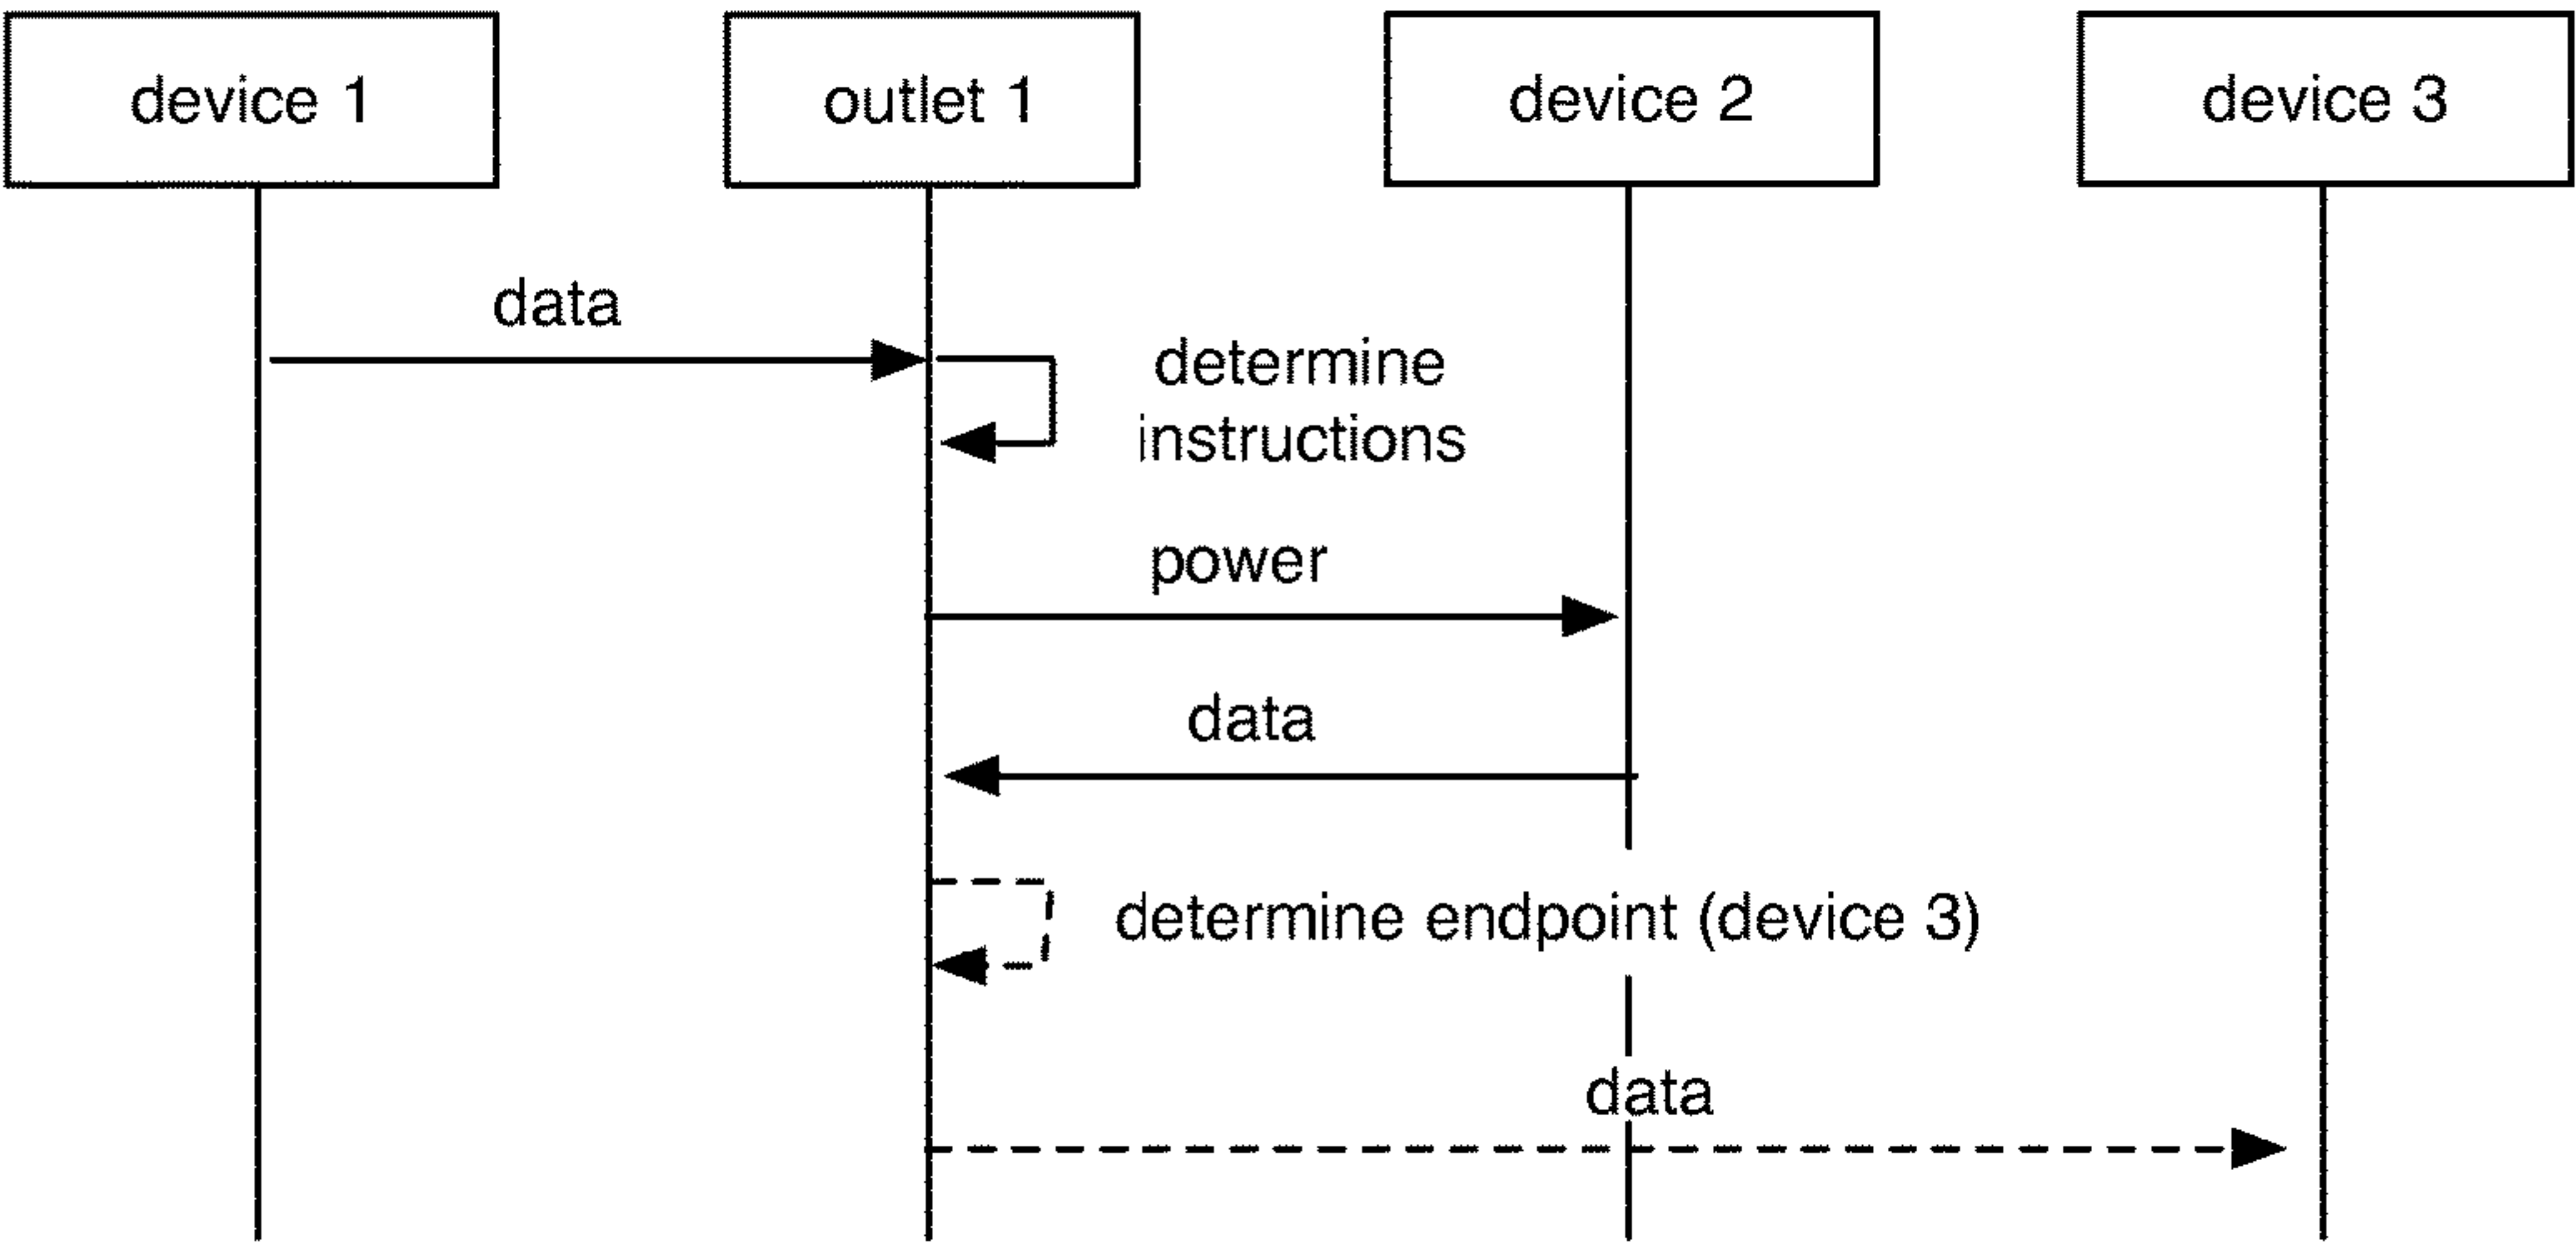 device 1
outlet 1
device 2
device 3
data
determine
instructions
power
data
determine endpoint (device 3)
data